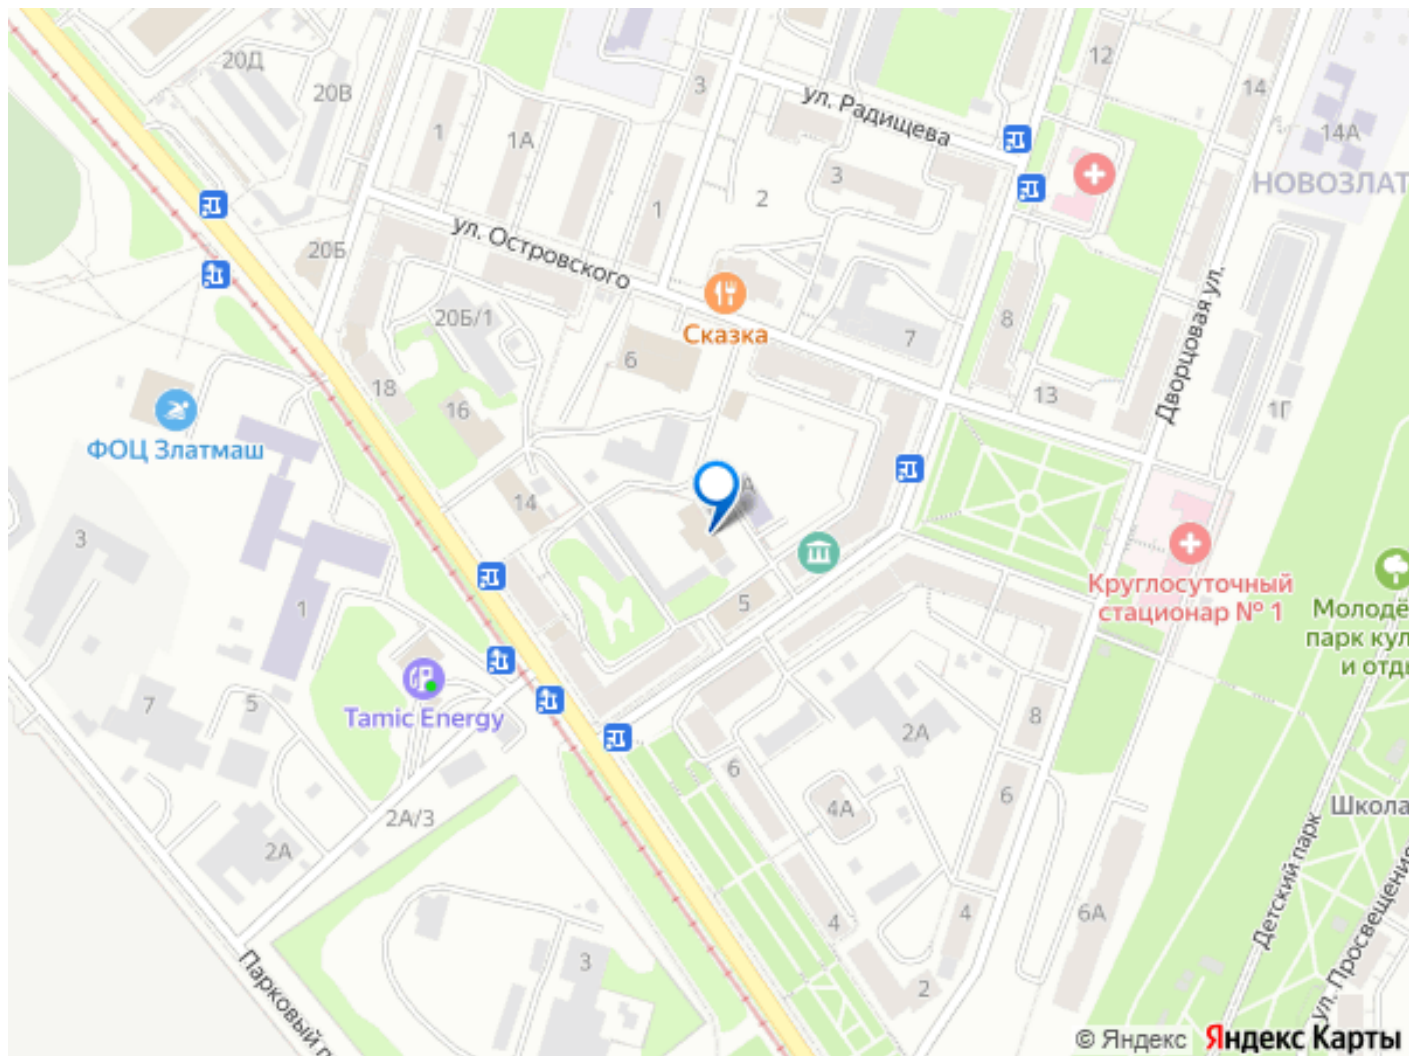 12
20Д
14
3
20В
ул. Радищева
1
1А
14А
3
НОВОЗЛАТ
2
1
ул. Островского
20Б
Дворцовая ул.
20Б/1
8
Сказка
7
6
18
13
16
1Г
ФОЦ Златмаш
А
14
3
Круглосуточный
стационар № 1
5
1
Молодё
парк кул
и отды
7
5
Tamic Energy
8
2А
6
6
4А
Школа
2А/3
2А
Детский парк
ул. Просвещения
4
4
6А
3
2
Парковый п
© Яндекс Яндекс Карты